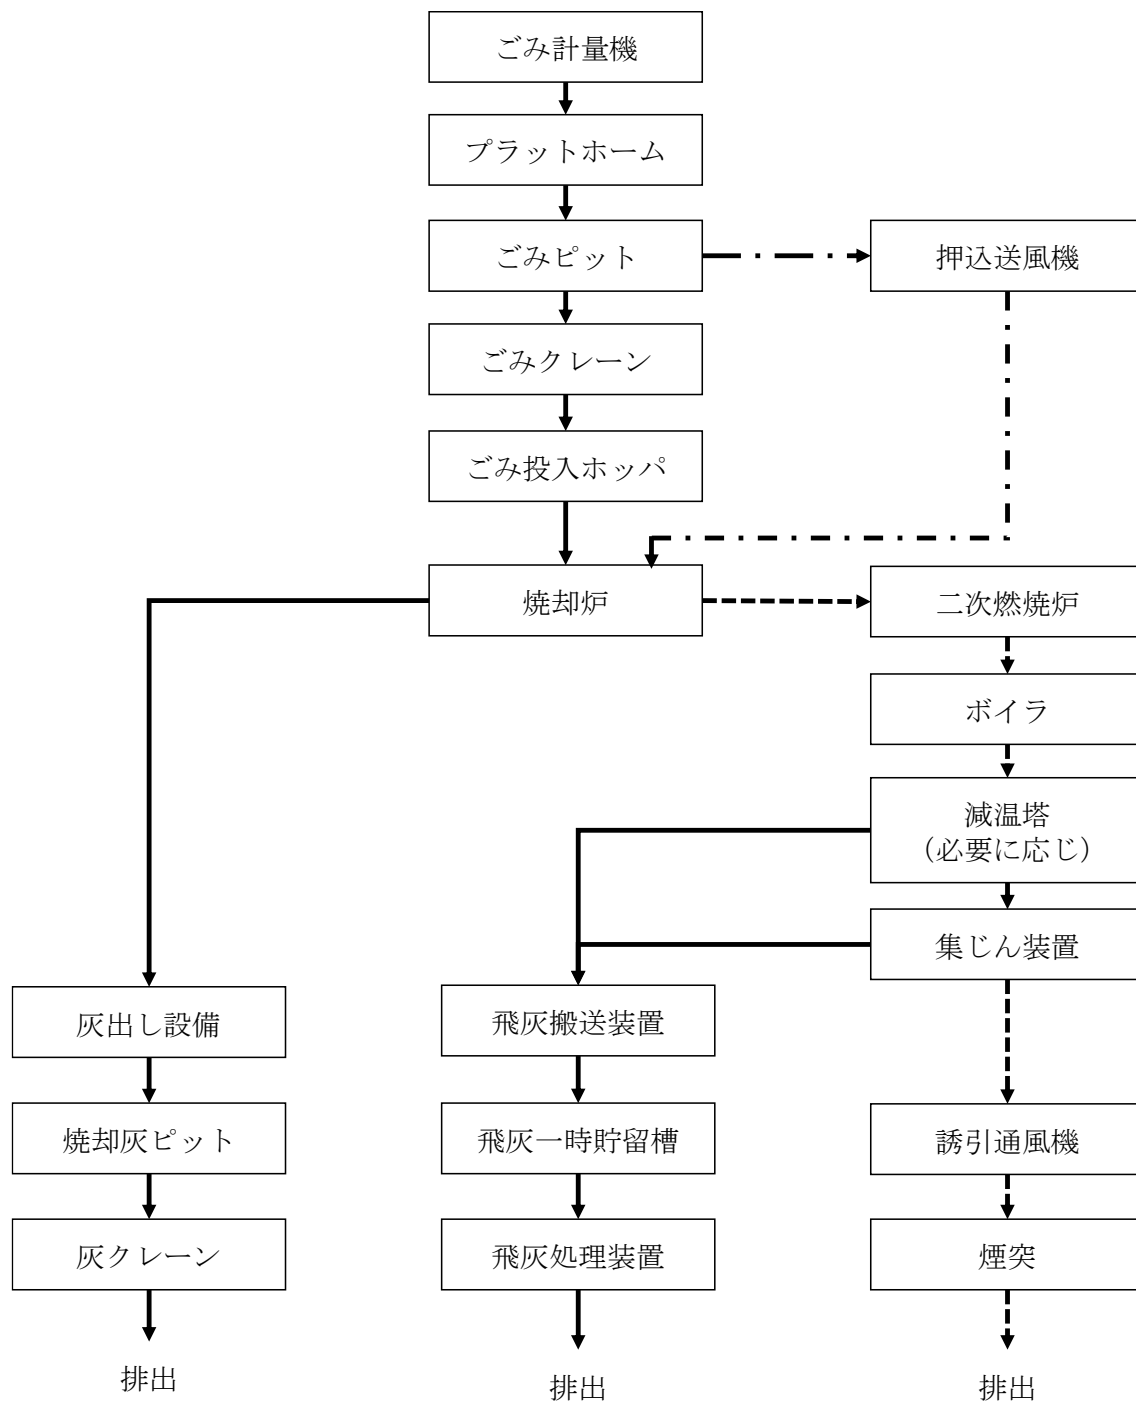 ごみ計量機
プラットホーム
ごみピット
押込送風機
ごみクレーン
ごみ投入ホッパ
焼却炉
二次燃焼炉
ボイラ
減温塔
（必要に応じ）
集じん装置
灰出し設備
飛灰搬送装置
焼却灰ピット
飛灰一時貯留槽
誘引通風機
灰クレーン
飛灰処理装置
煙突
排出
排出
排出